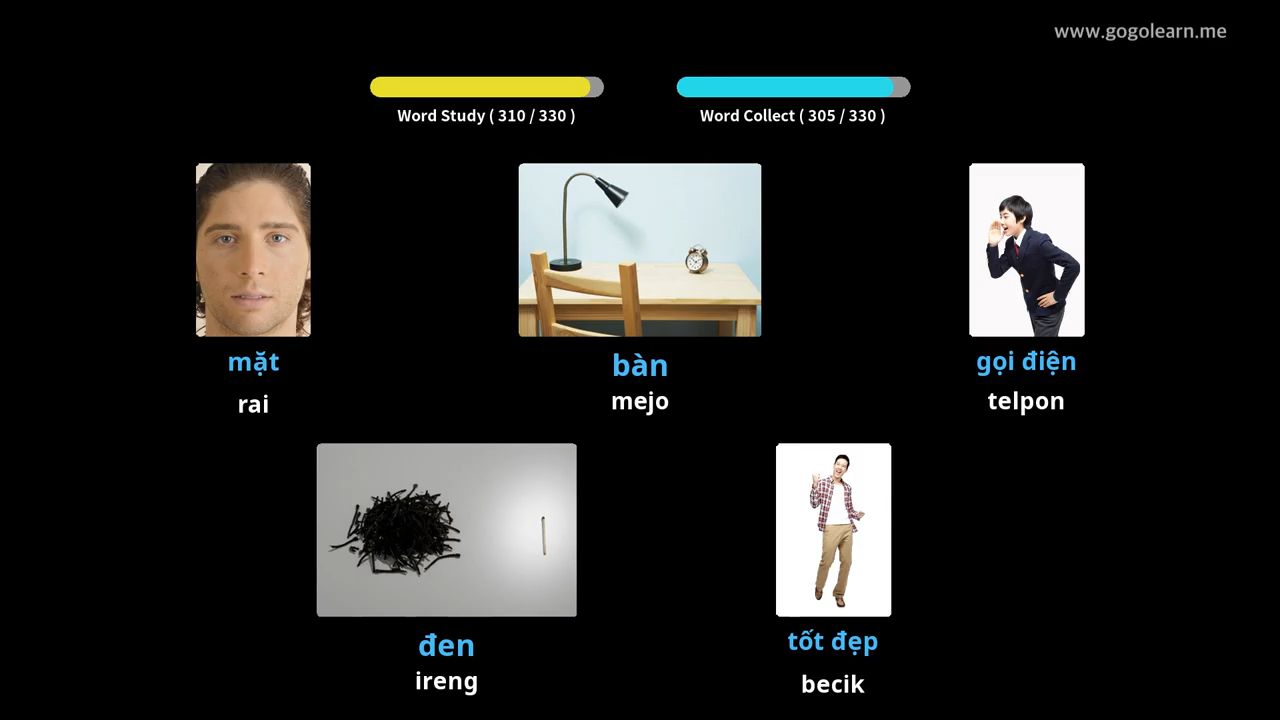 www.gogolearn.me
Word Study ( 310 / 330 )
Word Collect ( 305 / 330 )
mặt
rai
bàn
mejo
gọi điện
telpon
đen
ireng
tốt đẹp
becik